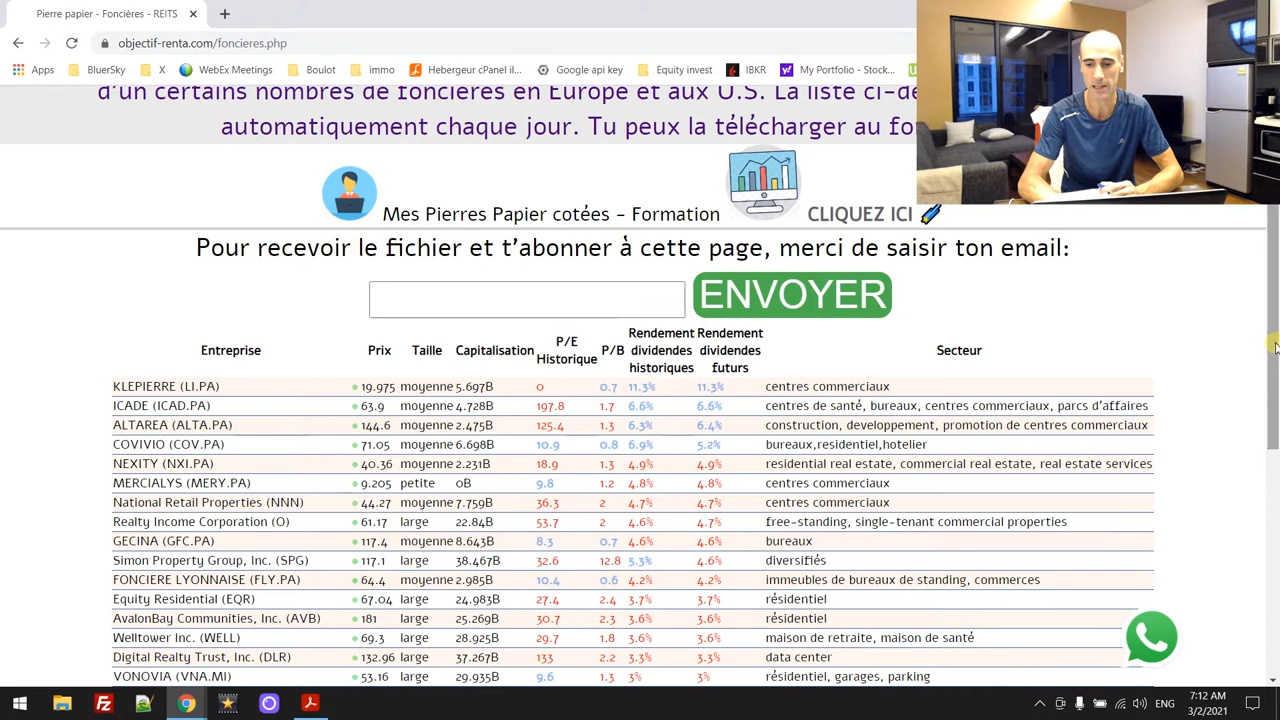 Pierre papier - Foncières - REITS
objectif-renta.com/foncieres.php
Apps BluerSky X WebEx Meetings Boulot immo Hebergeur cPanel il... Google api key Equity invest IBKR My Portfolio - Stock...
d'un certains nombres de foncières en Europe et aux U.S. La liste ci-de
automatiquement chaque jour. Tu peux la télécharger au fo
Mes Pierres Papier cotées - Formation CLIQUEZ ICI
Pour recevoir le fichier et t'abonner à cette page, merci de saisir ton email:
ENVOYER
Entreprise Prix Taille Capitalisation P/E Historique P/B Rendement dividendes historiques Rendement dividendes futurs Secteur
KLEPIERRE (LI.PA) 19.975 moyenne 5.697B 0 0.7 11.3% 11.3% centres commerciaux
ICADE (ICAD.PA) 63.9 moyenne 4.728B 197.8 1.7 6.6% 6.6% centres de santé, bureaux, centres commerciaux, parcs d'affaires
ALTAREA (ALTA.PA) 144.6 moyenne 2.475B 125.4 1.3 6.3% 6.4% construction, developpement, promotion de centres commerciaux
COVIVIO (COV.PA) 71.05 moyenne 6.698B 10.9 0.8 6.9% 5.2% bureaux,residentiel,hotelier
NEXITY (NXI.PA) 40.36 moyenne 2.231B 18.9 1.3 4.9% 4.9% residential real estate, commercial real estate, real estate services
MERCIALYS (MERY.PA) 9.205 petite 0B 9.8 1.2 4.8% 4.8% centres commerciaux
National Retail Properties (NNN) 44.27 moyenne 7.759B 36.3 2 4.7% 4.7% centres commerciaux
Realty Income Corporation (O) 61.17 large 22.84B 53.7 2 4.6% 4.7% free-standing, single-tenant commercial properties
GECINA (GFC.PA) 117.4 moyenne 8.643B 8.3 0.7 4.6% 4.6% bureaux
Simon Property Group, Inc. (SPG) 117.1 large 38.467B 32.6 12.8 5.3% 4.6% diversifiés
FONCIERE LYONNAISE (FLY.PA) 64.4 moyenne 2.985B 10.4 0.6 4.2% 4.2% immeubles de bureaux de standing, commerces
Equity Residential (EQR) 67.04 large 24.983B 27.4 2.4 3.7% 3.7% résidentiel
AvalonBay Communities, Inc. (AVB) 181 large 25.269B 30.7 2.3 3.6% 3.6% résidentiel
Welltower Inc. (WELL) 69.3 large 28.925B 29.7 1.8 3.6% 3.6% maison de retraite, maison de santé
Digital Realty Trust, Inc. (DLR) 132.96 large 37.267B 133 2.2 3.3% 3.3% data center
VONOVIA (VNA.MI) 53.16 large 29.935B 9.6 1.3 3% 3% résidentiel, garages, parking
ENG
7:12 AM
3/2/2021